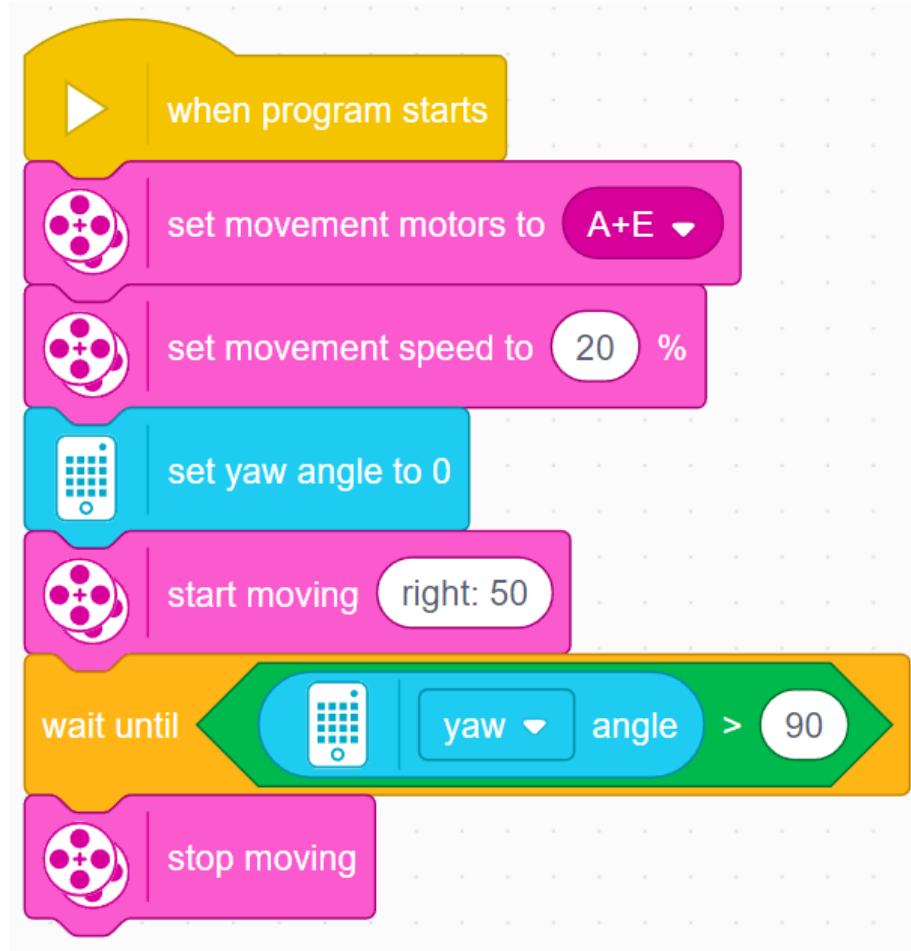 when program starts
set movement motors to A+E
set movement speed to 20 %
set yaw angle to 0
start moving right: 50
wait until yaw angle > 90
stop moving